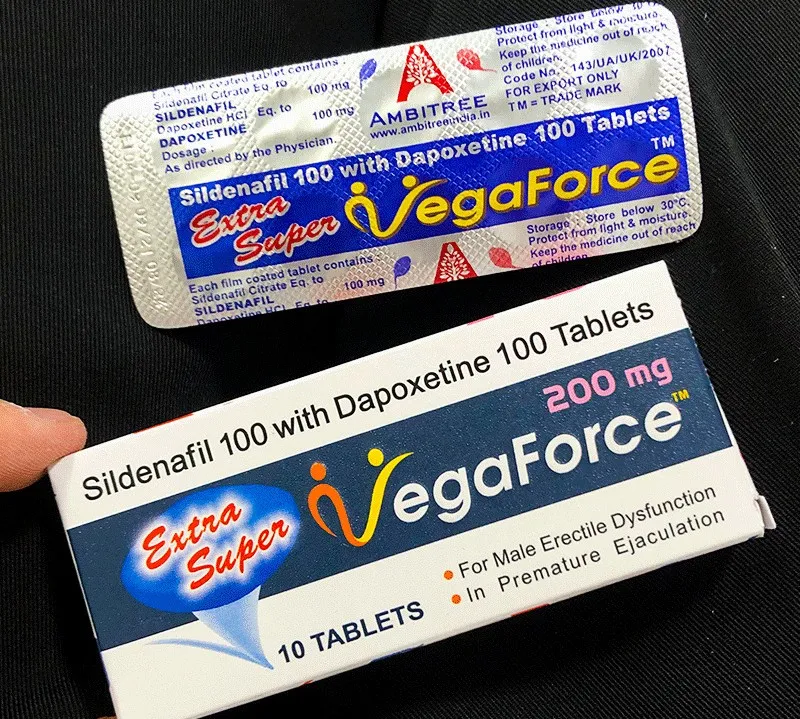 Each film coated tablet contains :
Sildenafil Citrate Eq. to
SILDENAFIL 100 mg
Dapoxetine HCl Eq. to
DAPOXETINE 100 mg
Dosage :
As directed by the Physician.
A
AMBITREE
www.ambitreeindia.in
Storage : Store below 30°C
Protect from light & moisture.
Keep the medicine out of reach
of children.
Code No.: 143/UA/UK/2007
FOR EXPORT ONLY
TM = TRADE MARK
Sildenafil 100 with Dapoxetine 100 Tablets
Extra
Super
VegaForce™
Each film coated tablet contains :
Sildenafil Citrate Eq. to
SILDENAFIL 100 mg
Dapoxetine HCl Eq. to
A
Storage : Store below 30°C.
Protect from light & moisture.
Keep the medicine out of reach
of children.
Sildenafil 100 with Dapoxetine 100 Tablets
200 mg
Extra
Super
VegaForce™
10 TABLETS
• For Male Erectile Dysfunction
• In Premature Ejaculation